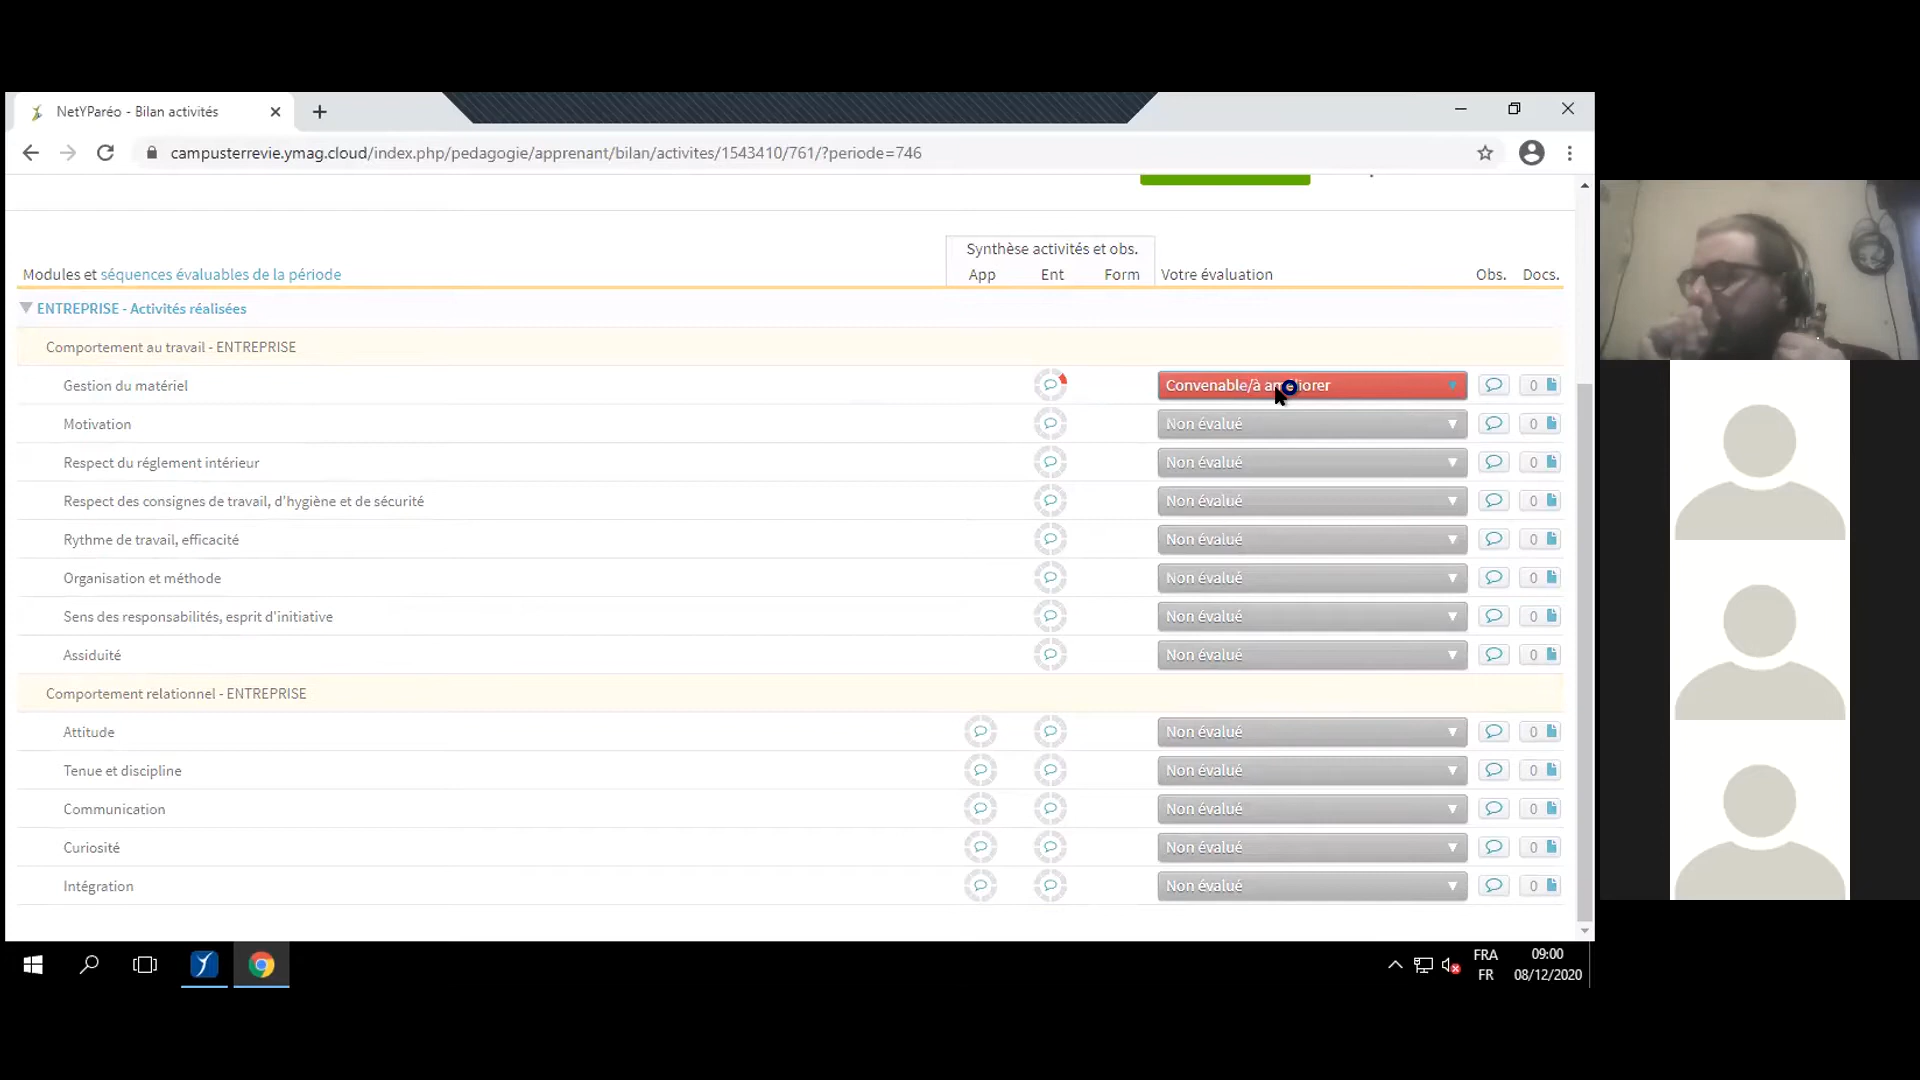 NetYParéo - Bilan activités
campusterrevie.ymag.cloud/index.php/pedagogie/apprenant/bilan/activites/1543410/761/?periode=746
Synthèse activités et obs.
Modules et séquences évaluables de la période App Ent Form Votre évaluation Obs. Docs.
ENTREPRISE - Activités réalisées
Comportement au travail - ENTREPRISE
Gestion du matériel Convenable/à améliorer 0
Motivation Non évalué 0
Respect du réglement intérieur Non évalué 0
Respect des consignes de travail, d'hygiène et de sécurité Non évalué 0
Rythme de travail, efficacité Non évalué 0
Organisation et méthode Non évalué 0
Sens des responsabilités, esprit d'initiative Non évalué 0
Assiduité Non évalué 0
Comportement relationnel - ENTREPRISE
Attitude Non évalué 0
Tenue et discipline Non évalué 0
Communication Non évalué 0
Curiosité Non évalué 0
Intégration Non évalué 0
FRA 09:00
FR 08/12/2020